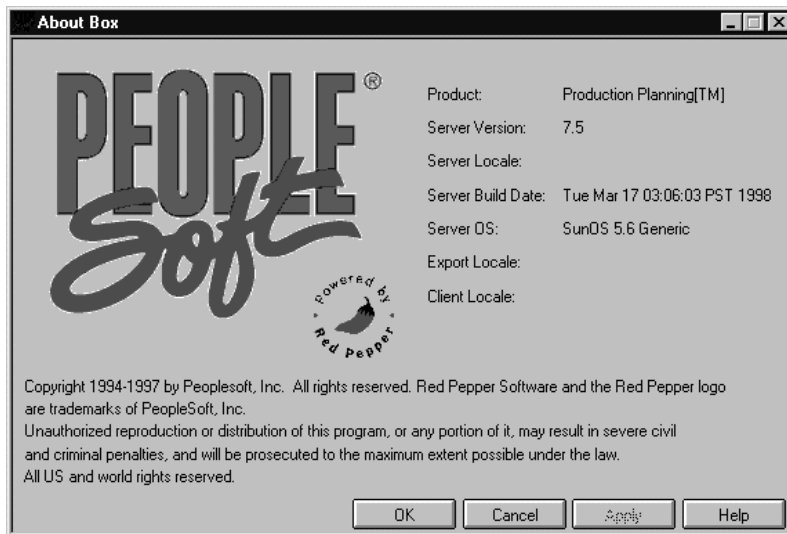 About Box
PEOPLE®
Soft
Powered by
Red Pepper
Product: Production Planning[TM]
Server Version: 7.5
Server Locale:
Server Build Date: Tue Mar 17 03:06:03 PST 1998
Server OS: SunOS 5.6 Generic
Export Locale:
Client Locale:
Copyright 1994-1997 by Peoplesoft, Inc. All rights reserved. Red Pepper Software and the Red Pepper logo
are trademarks of PeopleSoft, Inc.
Unauthorized reproduction or distribution of this program, or any portion of it, may result in severe civil
and criminal penalties, and will be prosecuted to the maximum extent possible under the law.
All US and world rights reserved.
OK Cancel Apply Help